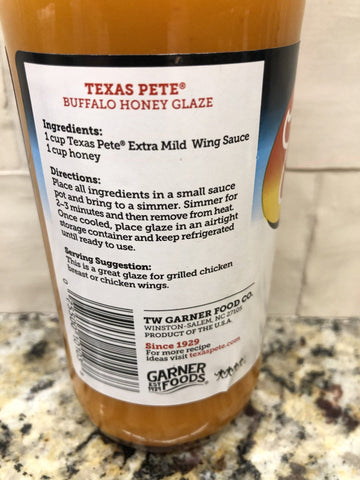 TEXAS PETE®
BUFFALO HONEY GLAZE
Ingredients:
1 cup Texas Pete® Extra Mild Wing Sauce
1 cup honey
Directions:
Place all ingredients in a small sauce
pot and bring to a simmer. Simmer for
2-3 minutes and then remove from heat.
Once cooled, place glaze in an airtight
storage container and keep refrigerated
until ready to use.
Serving Suggestion:
This is a great glaze for grilled chicken
breast or chicken wings.
TW GARNER FOOD CO.
WINSTON-SALEM, NC 27105
PRODUCT OF THE U.S.A.
Since 1929
For more recipe
ideas visit texaspete.com
GARNER
EST 1929
FOODS